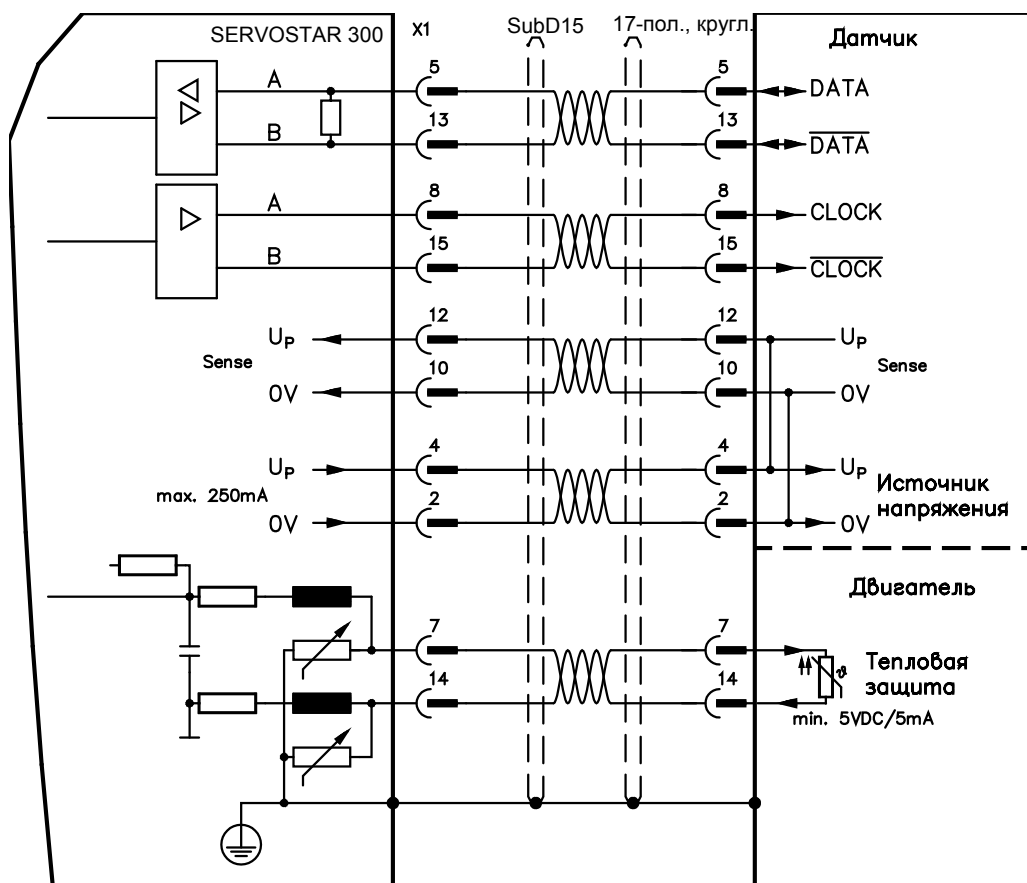 SERVOSTAR 300 X1 SubD15 17-пол., кругл. Датчик
A 5 5 DATA
B 13 13 DATA
A 8 8 CLOCK
B 15 15 CLOCK
UP 12 12 UP
Sense Sense
0V 10 10 0V
UP 4 4 UP
max. 250mA Источник
0V 2 2 0V напряжения
Двигатель
7 7
Тепловая
14 14 защита
ϑ
min. 5VDC/5mA